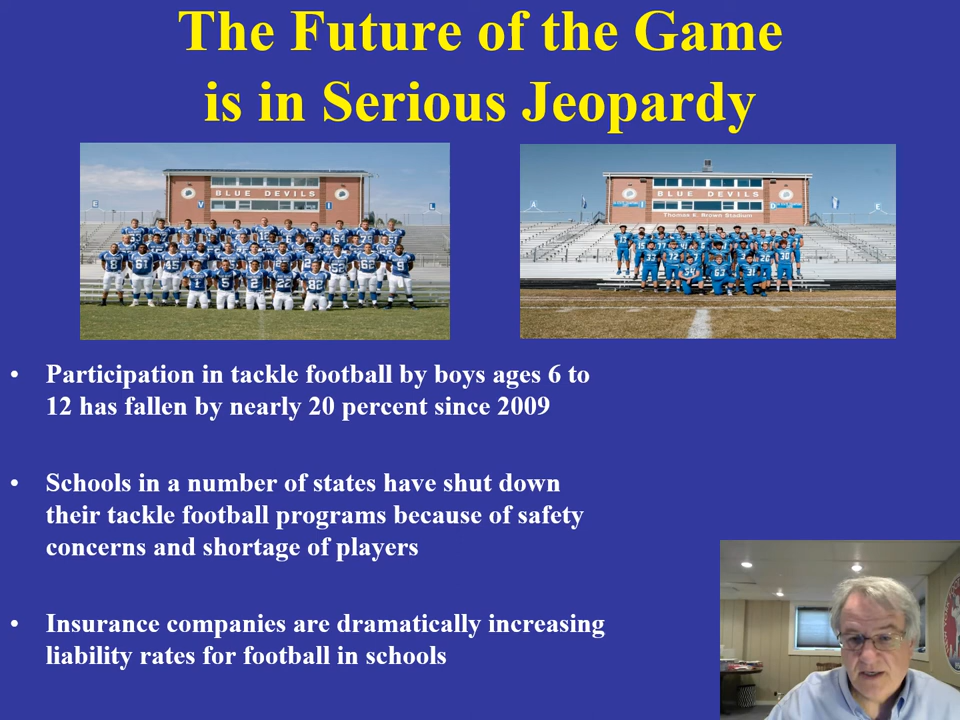 The Future of the Game
is in Serious Jeopardy
BLUE DEVILS
E V I L
BLUE DEVILS
Thomas K. Brown Stadium
• Participation in tackle football by boys ages 6 to
12 has fallen by nearly 20 percent since 2009
• Schools in a number of states have shut down
their tackle football programs because of safety
concerns and shortage of players
• Insurance companies are dramatically increasing
liability rates for football in schools